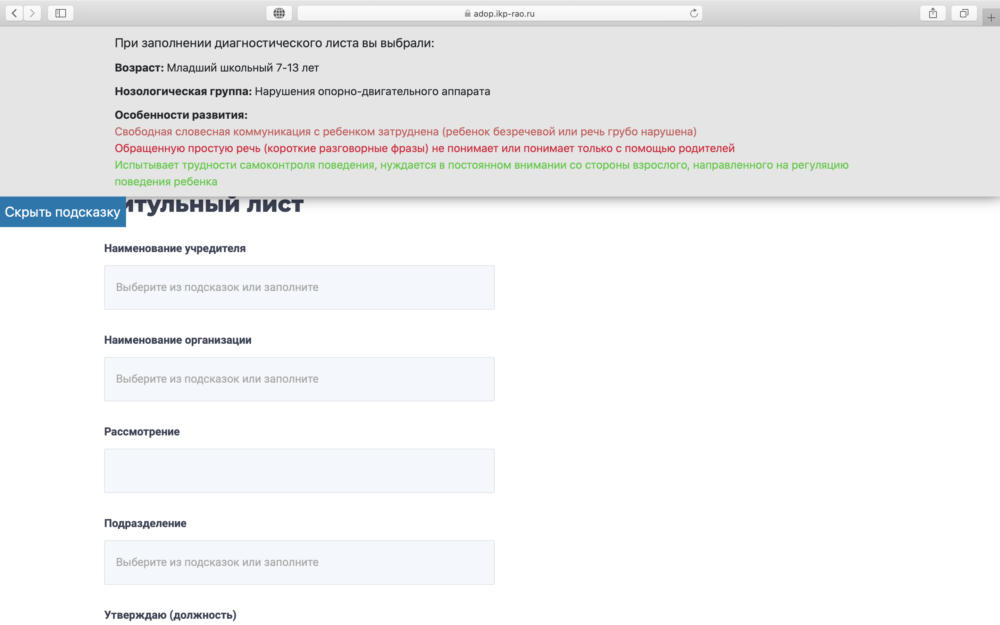 adop.ikp-rao.ru
При заполнении диагностического листа вы выбрали:
Возраст: Младший школьный 7-13 лет
Нозологическая группа: Нарушения опорно-двигательного аппарата
Особенности развития:
Свободная словесная коммуникация с ребенком затруднена (ребенок безречевой или речь грубо нарушена)
Обращенную простую речь (короткие разговорные фразы) не понимает или понимает только с помощью родителей
Испытывает трудности самоконтроля поведения, нуждается в постоянном внимании со стороны взрослого, направленного на регуляцию
поведения ребенка
Скрыть подсказку
итульный лист
Наименование учредителя
Выберите из подсказок или заполните
Наименование организации
Выберите из подсказок или заполните
Рассмотрение
Подразделение
Выберите из подсказок или заполните
Утверждаю (должность)